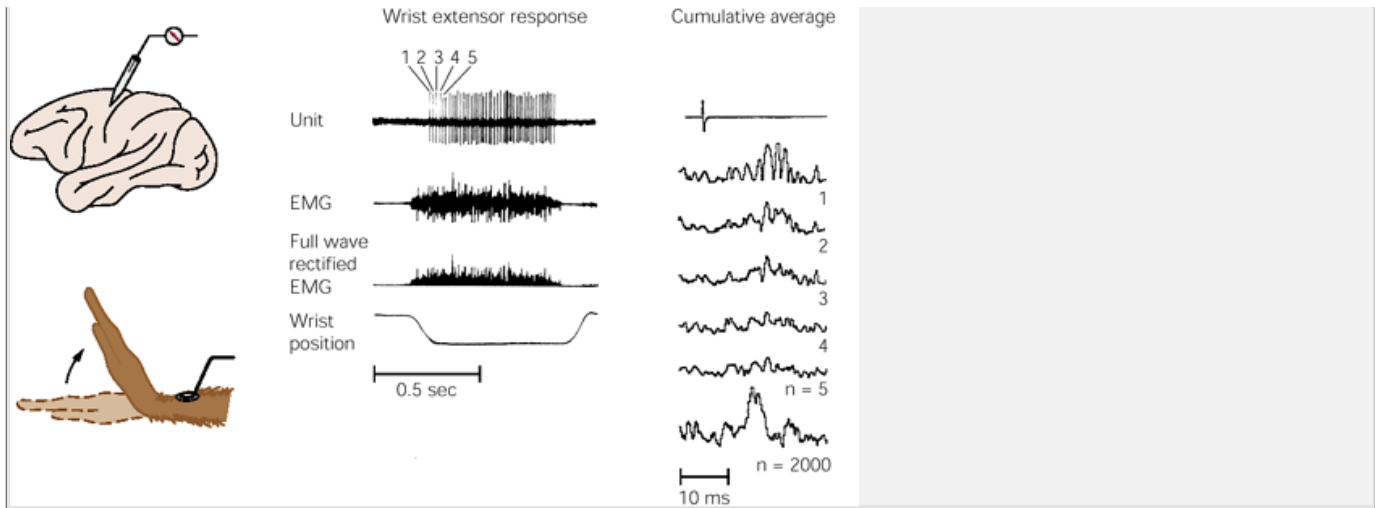 Wrist extensor response
Cumulative average
1 2 3 4 5
Unit
EMG
Full wave
rectified
EMG
Wrist
position
0.5 sec
1
2
3
4
n = 5
n = 2000
10 ms